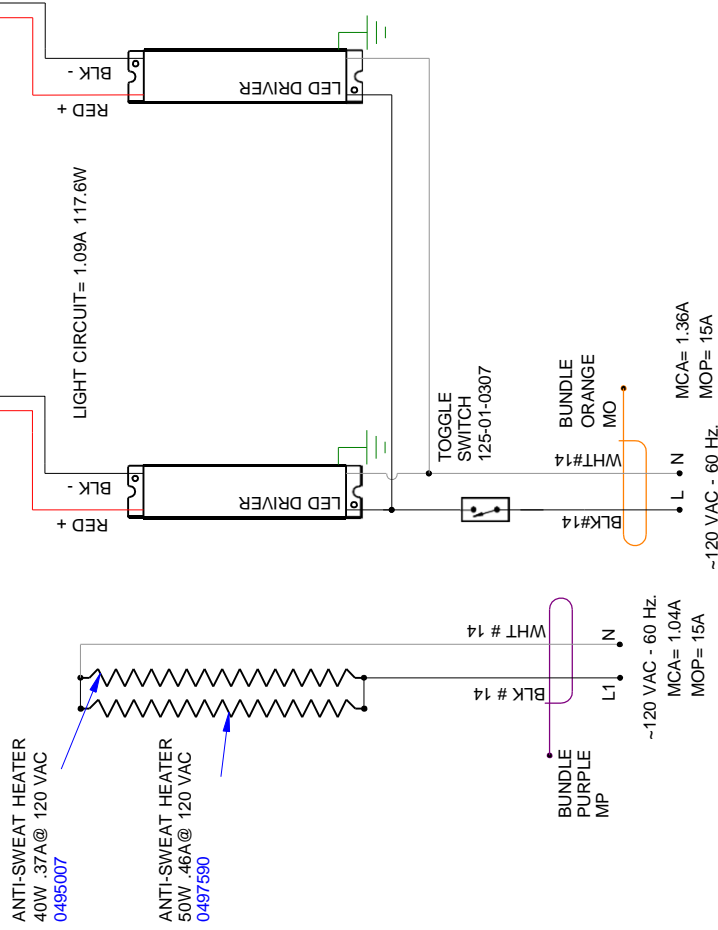 BLK -
RED +
LED DRIVER
LIGHT CIRCUIT= 1.09A 117.6W
BLK -
RED +
LED DRIVER
TOGGLE
SWITCH
125-01-0307
BUNDLE
ORANGE
MO
WHT#14
BLK#14
L
N
~120 VAC - 60 Hz.
MCA= 1.36A
MOP= 15A
ANTI-SWEAT HEATER
40W .37A@ 120 VAC
0495007
ANTI-SWEAT HEATER
50W .46A@ 120 VAC
0497590
WHT # 14
BLK # 14
BUNDLE
PURPLE
MP
L1
N
~120 VAC - 60 Hz.
MCA= 1.04A
MOP= 15A